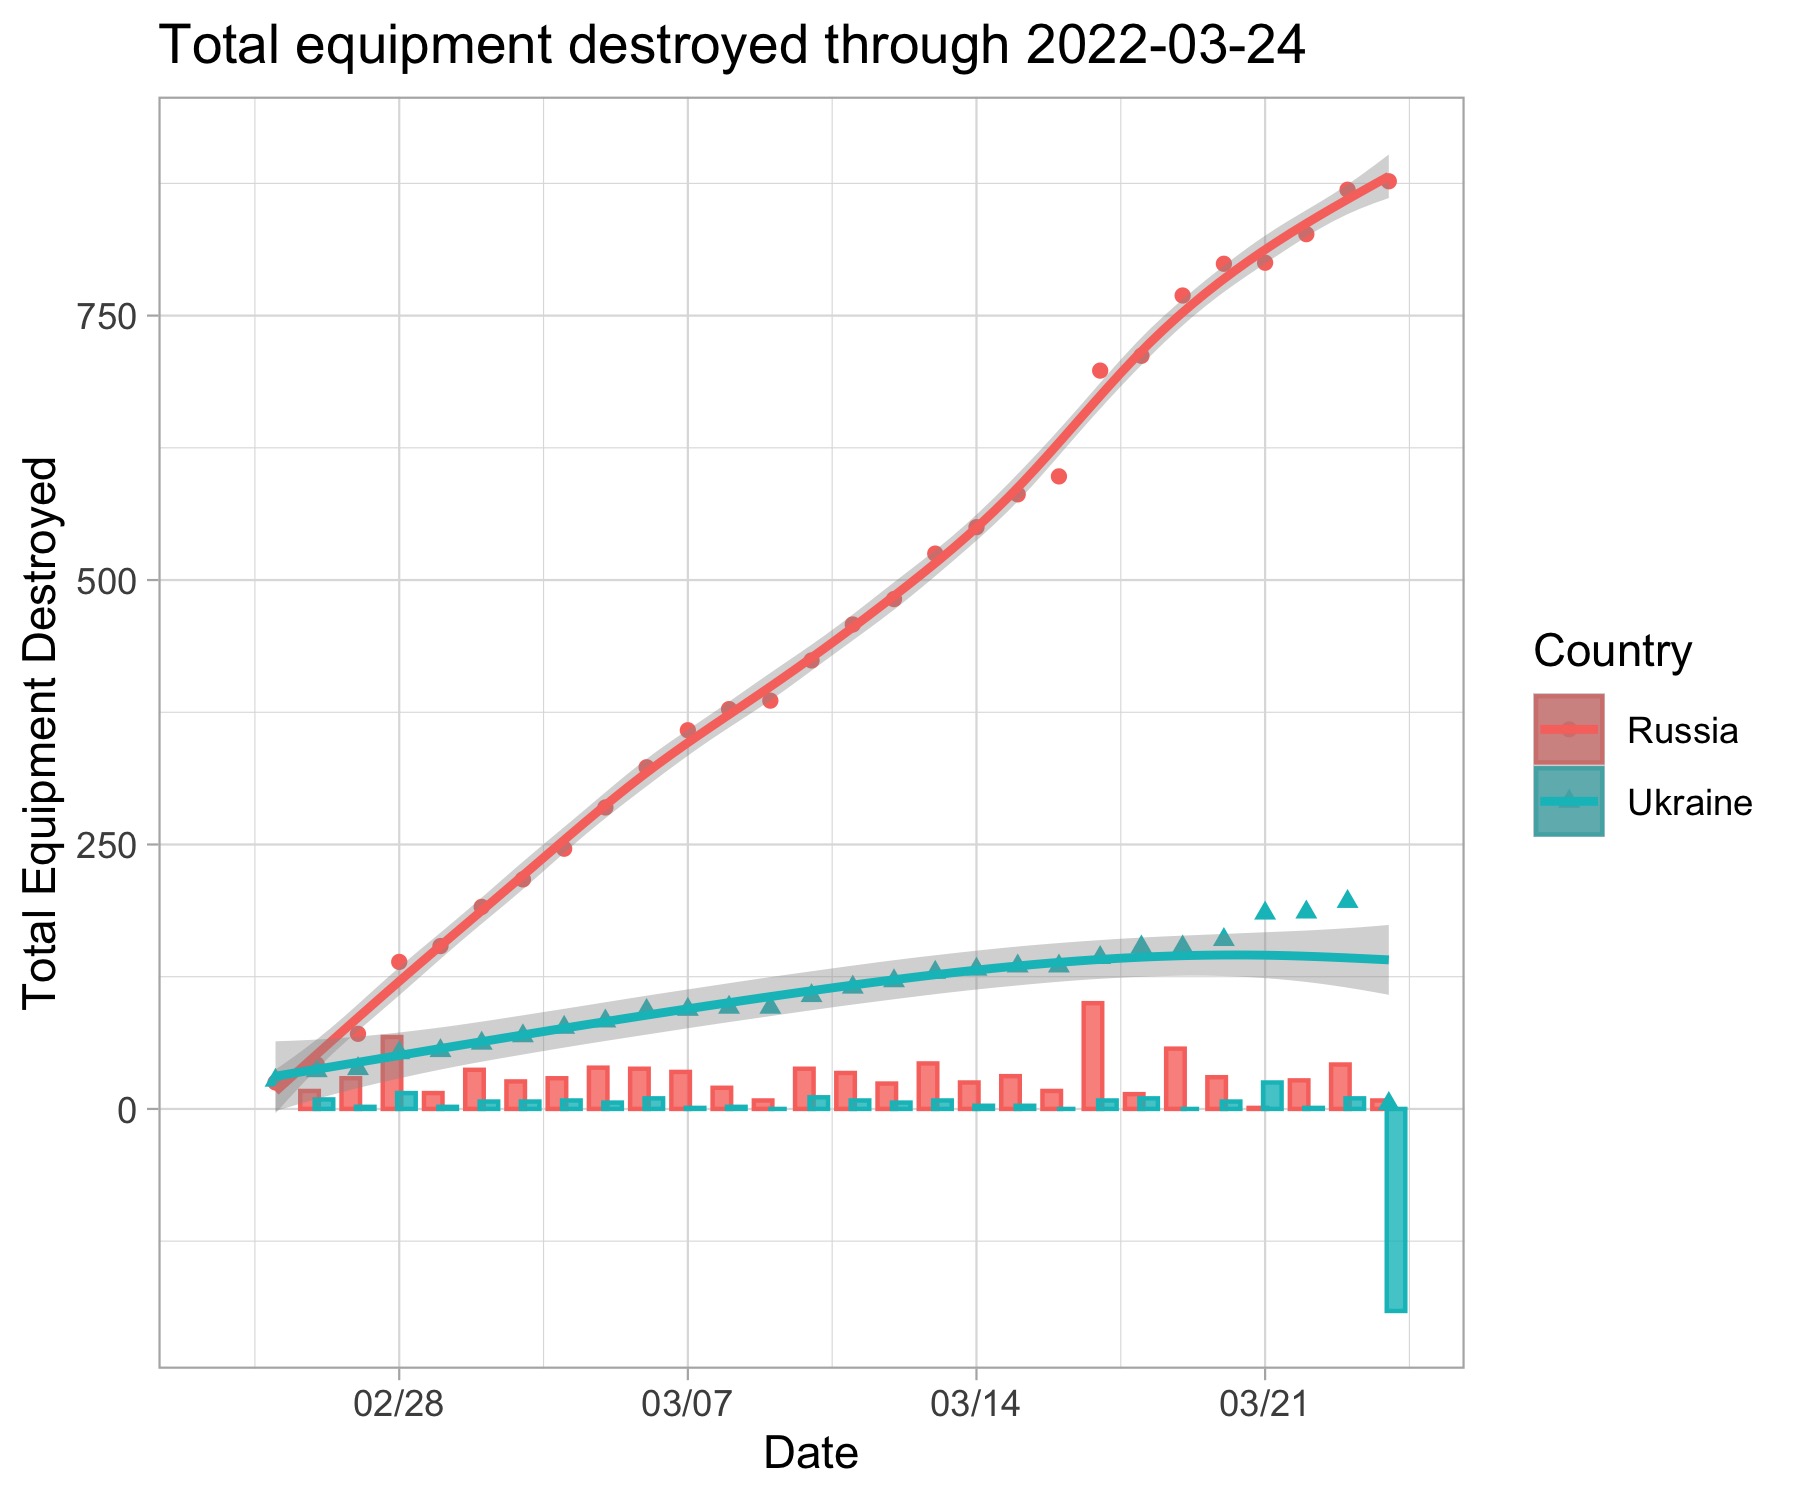 Total equipment destroyed through 2022-03-24
Total Equipment Destroyed
750
500
250
0
02/28
03/07
03/14
03/21
Date
Country
Russia
Ukraine